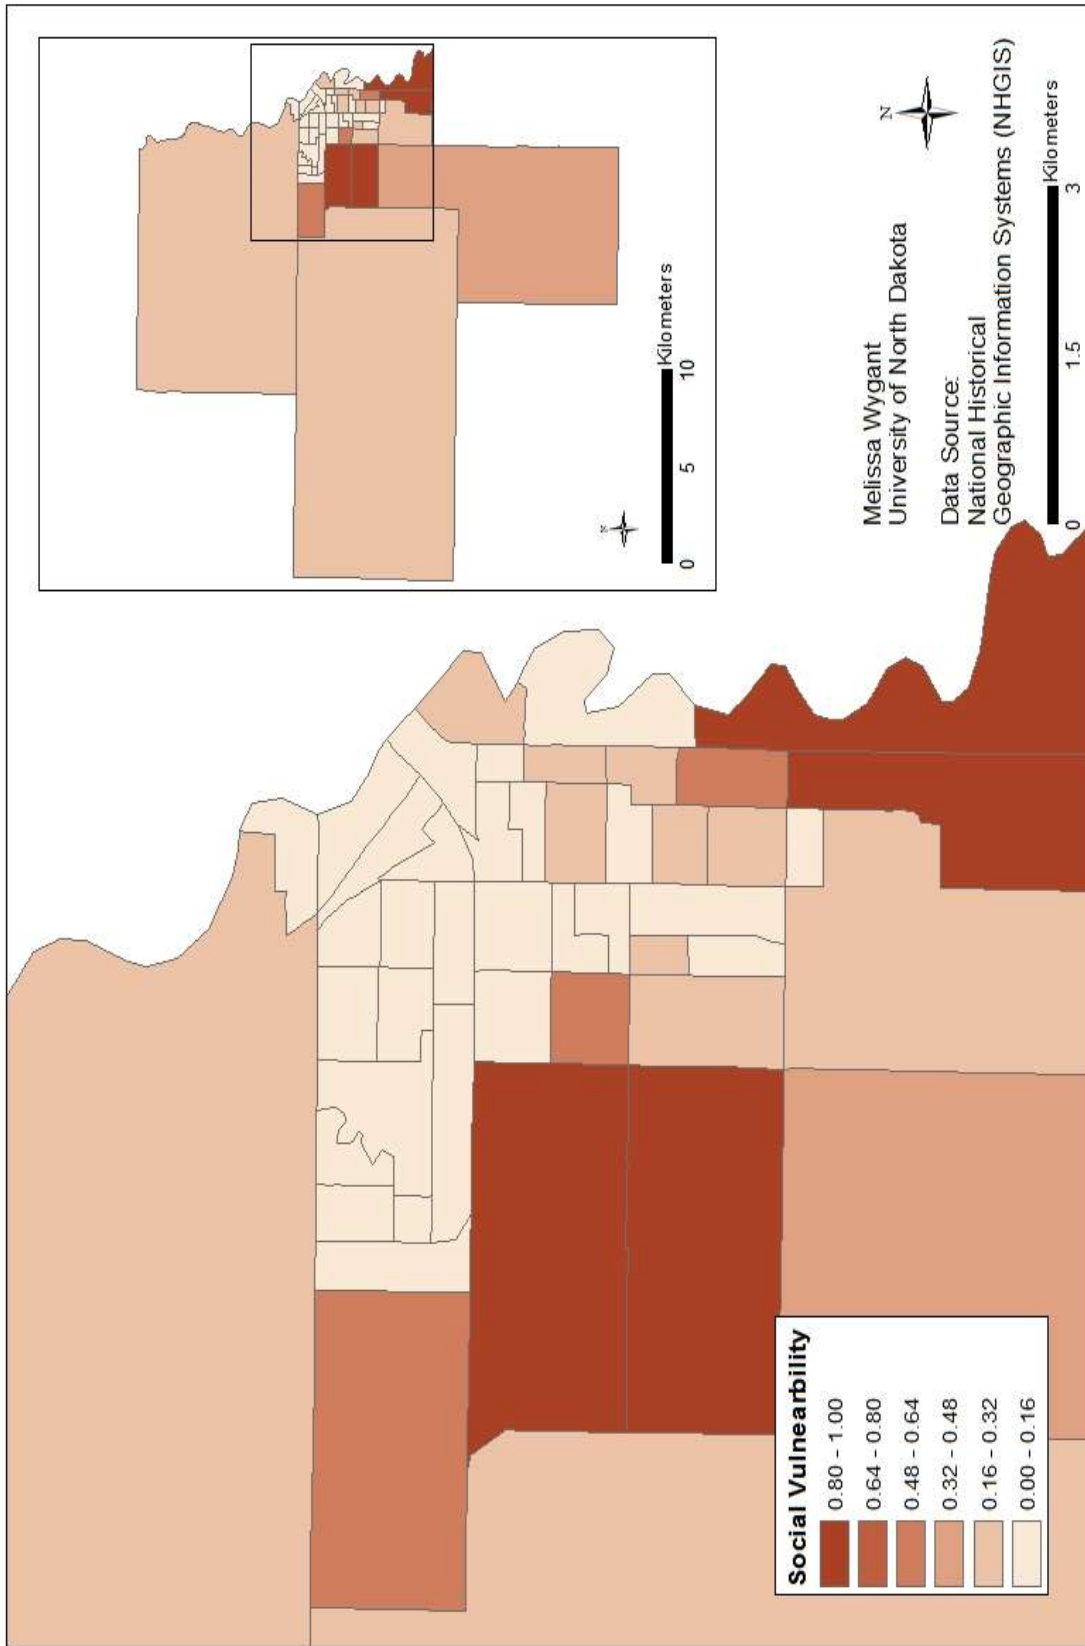 N
0
5
10
Kilometers
N
Melissa Wygant
University of North Dakota
Data Source:
National Historical
Geographic Information Systems (NHGIS)
0
1.5
3
Kilometers
Social Vulnearbility
0.80 - 1.00
0.64 - 0.80
0.48 - 0.64
0.32 - 0.48
0.16 - 0.32
0.00 - 0.16